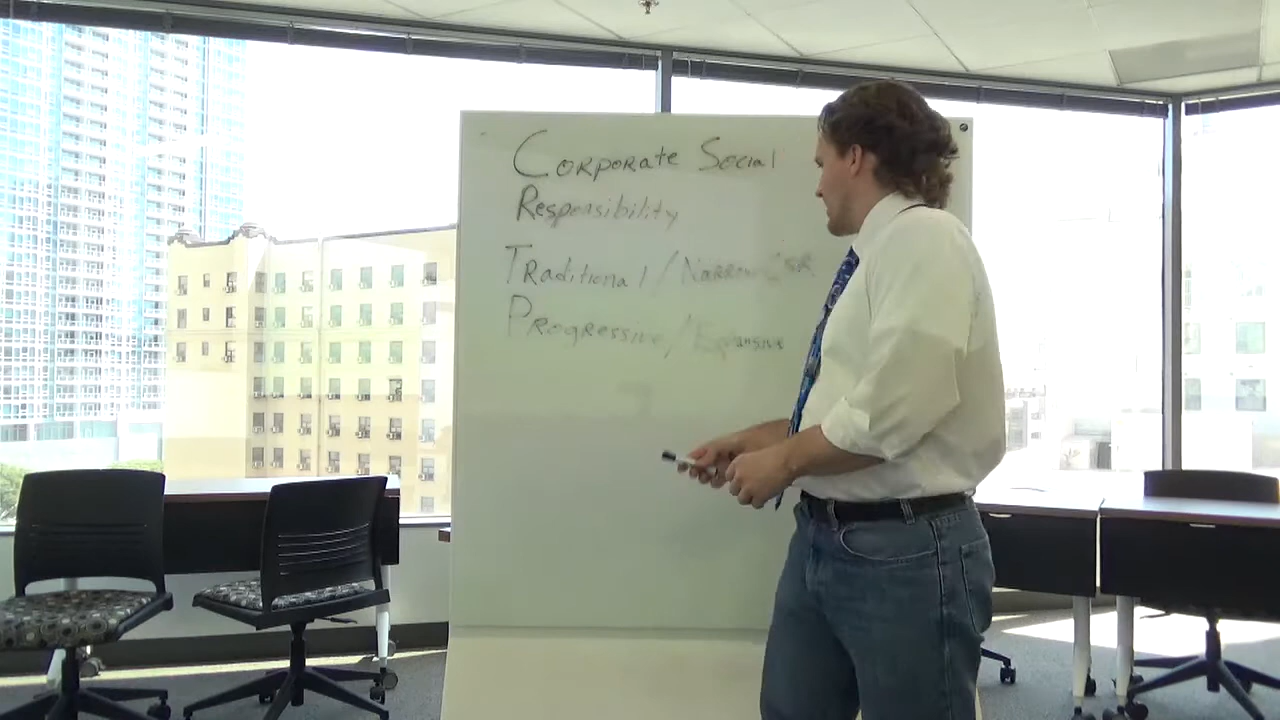 Corporate Social
Responsibility
Traditional / Narrow CSR
Progressive / Expansive